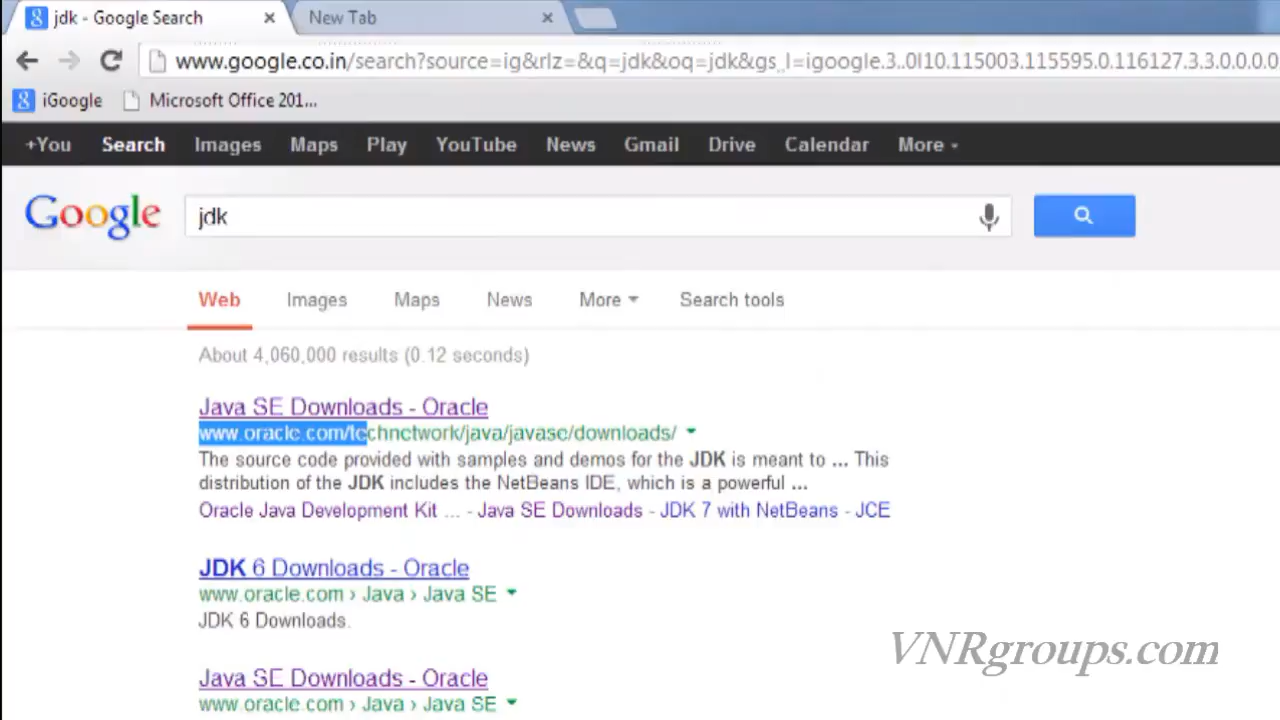 jdk - Google Search
New Tab
www.google.co.in/search?source=ig&rlz=&q=jdk&oq=jdk&gs_l=igoogle.3..0l10.115003.115595.0.116127.3.3.0.0.0.0
iGoogle Microsoft Office 201...
+You Search Images Maps Play YouTube News Gmail Drive Calendar More
Google jdk
Web Images Maps News More Search tools
About 4,060,000 results (0.12 seconds)
Java SE Downloads - Oracle
www.oracle.com/technetwork/java/javase/downloads/
The source code provided with samples and demos for the JDK is meant to ... This
distribution of the JDK includes the NetBeans IDE, which is a powerful ...
Oracle Java Development Kit ... - Java SE Downloads - JDK 7 with NetBeans - JCE
JDK 6 Downloads - Oracle
www.oracle.com › Java › Java SE
JDK 6 Downloads.
Java SE Downloads - Oracle
www.oracle.com › Java › Java SE
VNRgroups.com